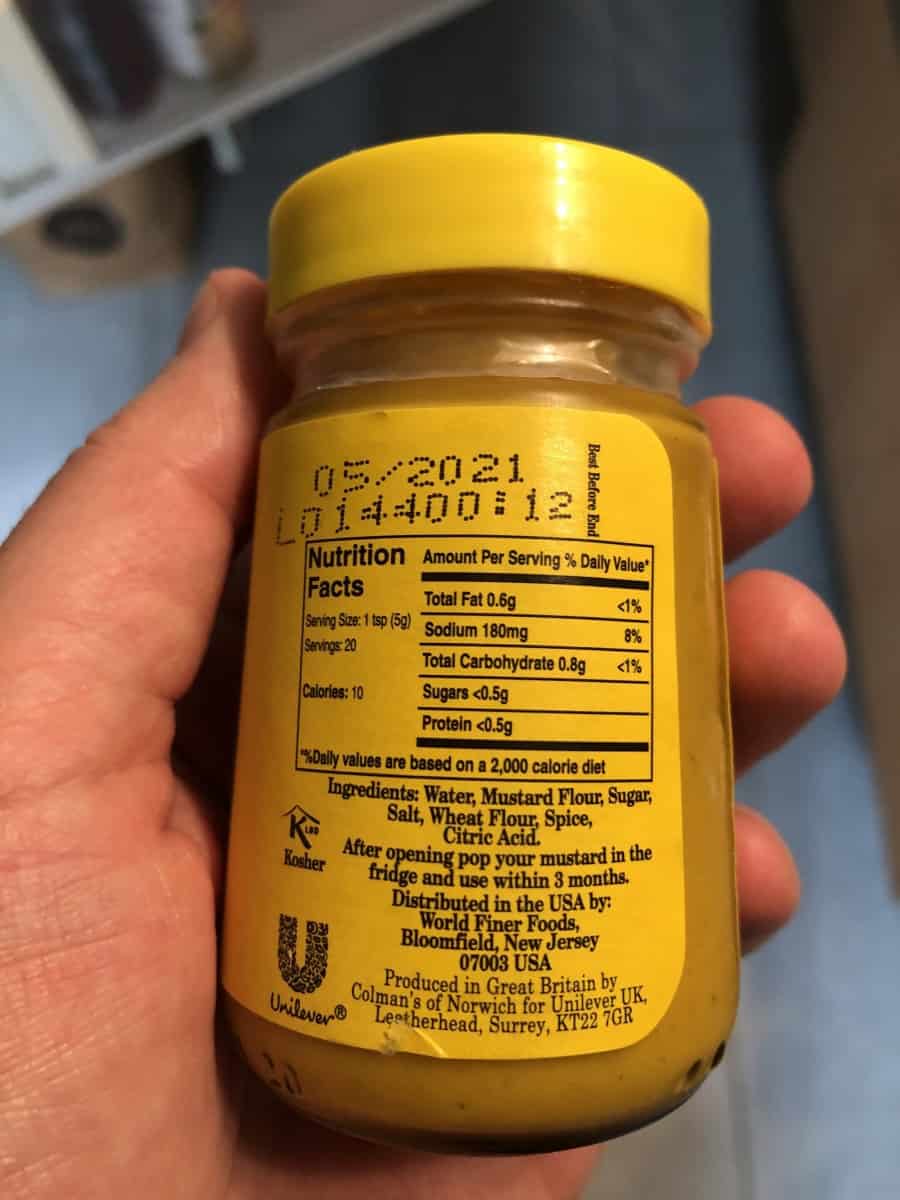 05/2021
L0144400:12
Best Before End
Nutrition
Facts
Serving Size: 1 tsp (5g)
Servings: 20
Calories: 10
Amount Per Serving % Daily Value*
Total Fat 0.6g <1%
Sodium 180mg 8%
Total Carbohydrate 0.8g <1%
Sugars <0.5g
Protein <0.5g
*%Daily values are based on a 2,000 calorie diet
Ingredients: Water, Mustard Flour, Sugar,
Salt, Wheat Flour, Spice,
Citric Acid.
K LBD
Kosher
After opening pop your mustard in the
fridge and use within 3 months.
Distributed in the USA by:
World Finer Foods,
Bloomfield, New Jersey
07003 USA
Produced in Great Britain by
Colman's of Norwich for Unilever UK,
Leatherhead, Surrey, KT22 7GR
Unilever®